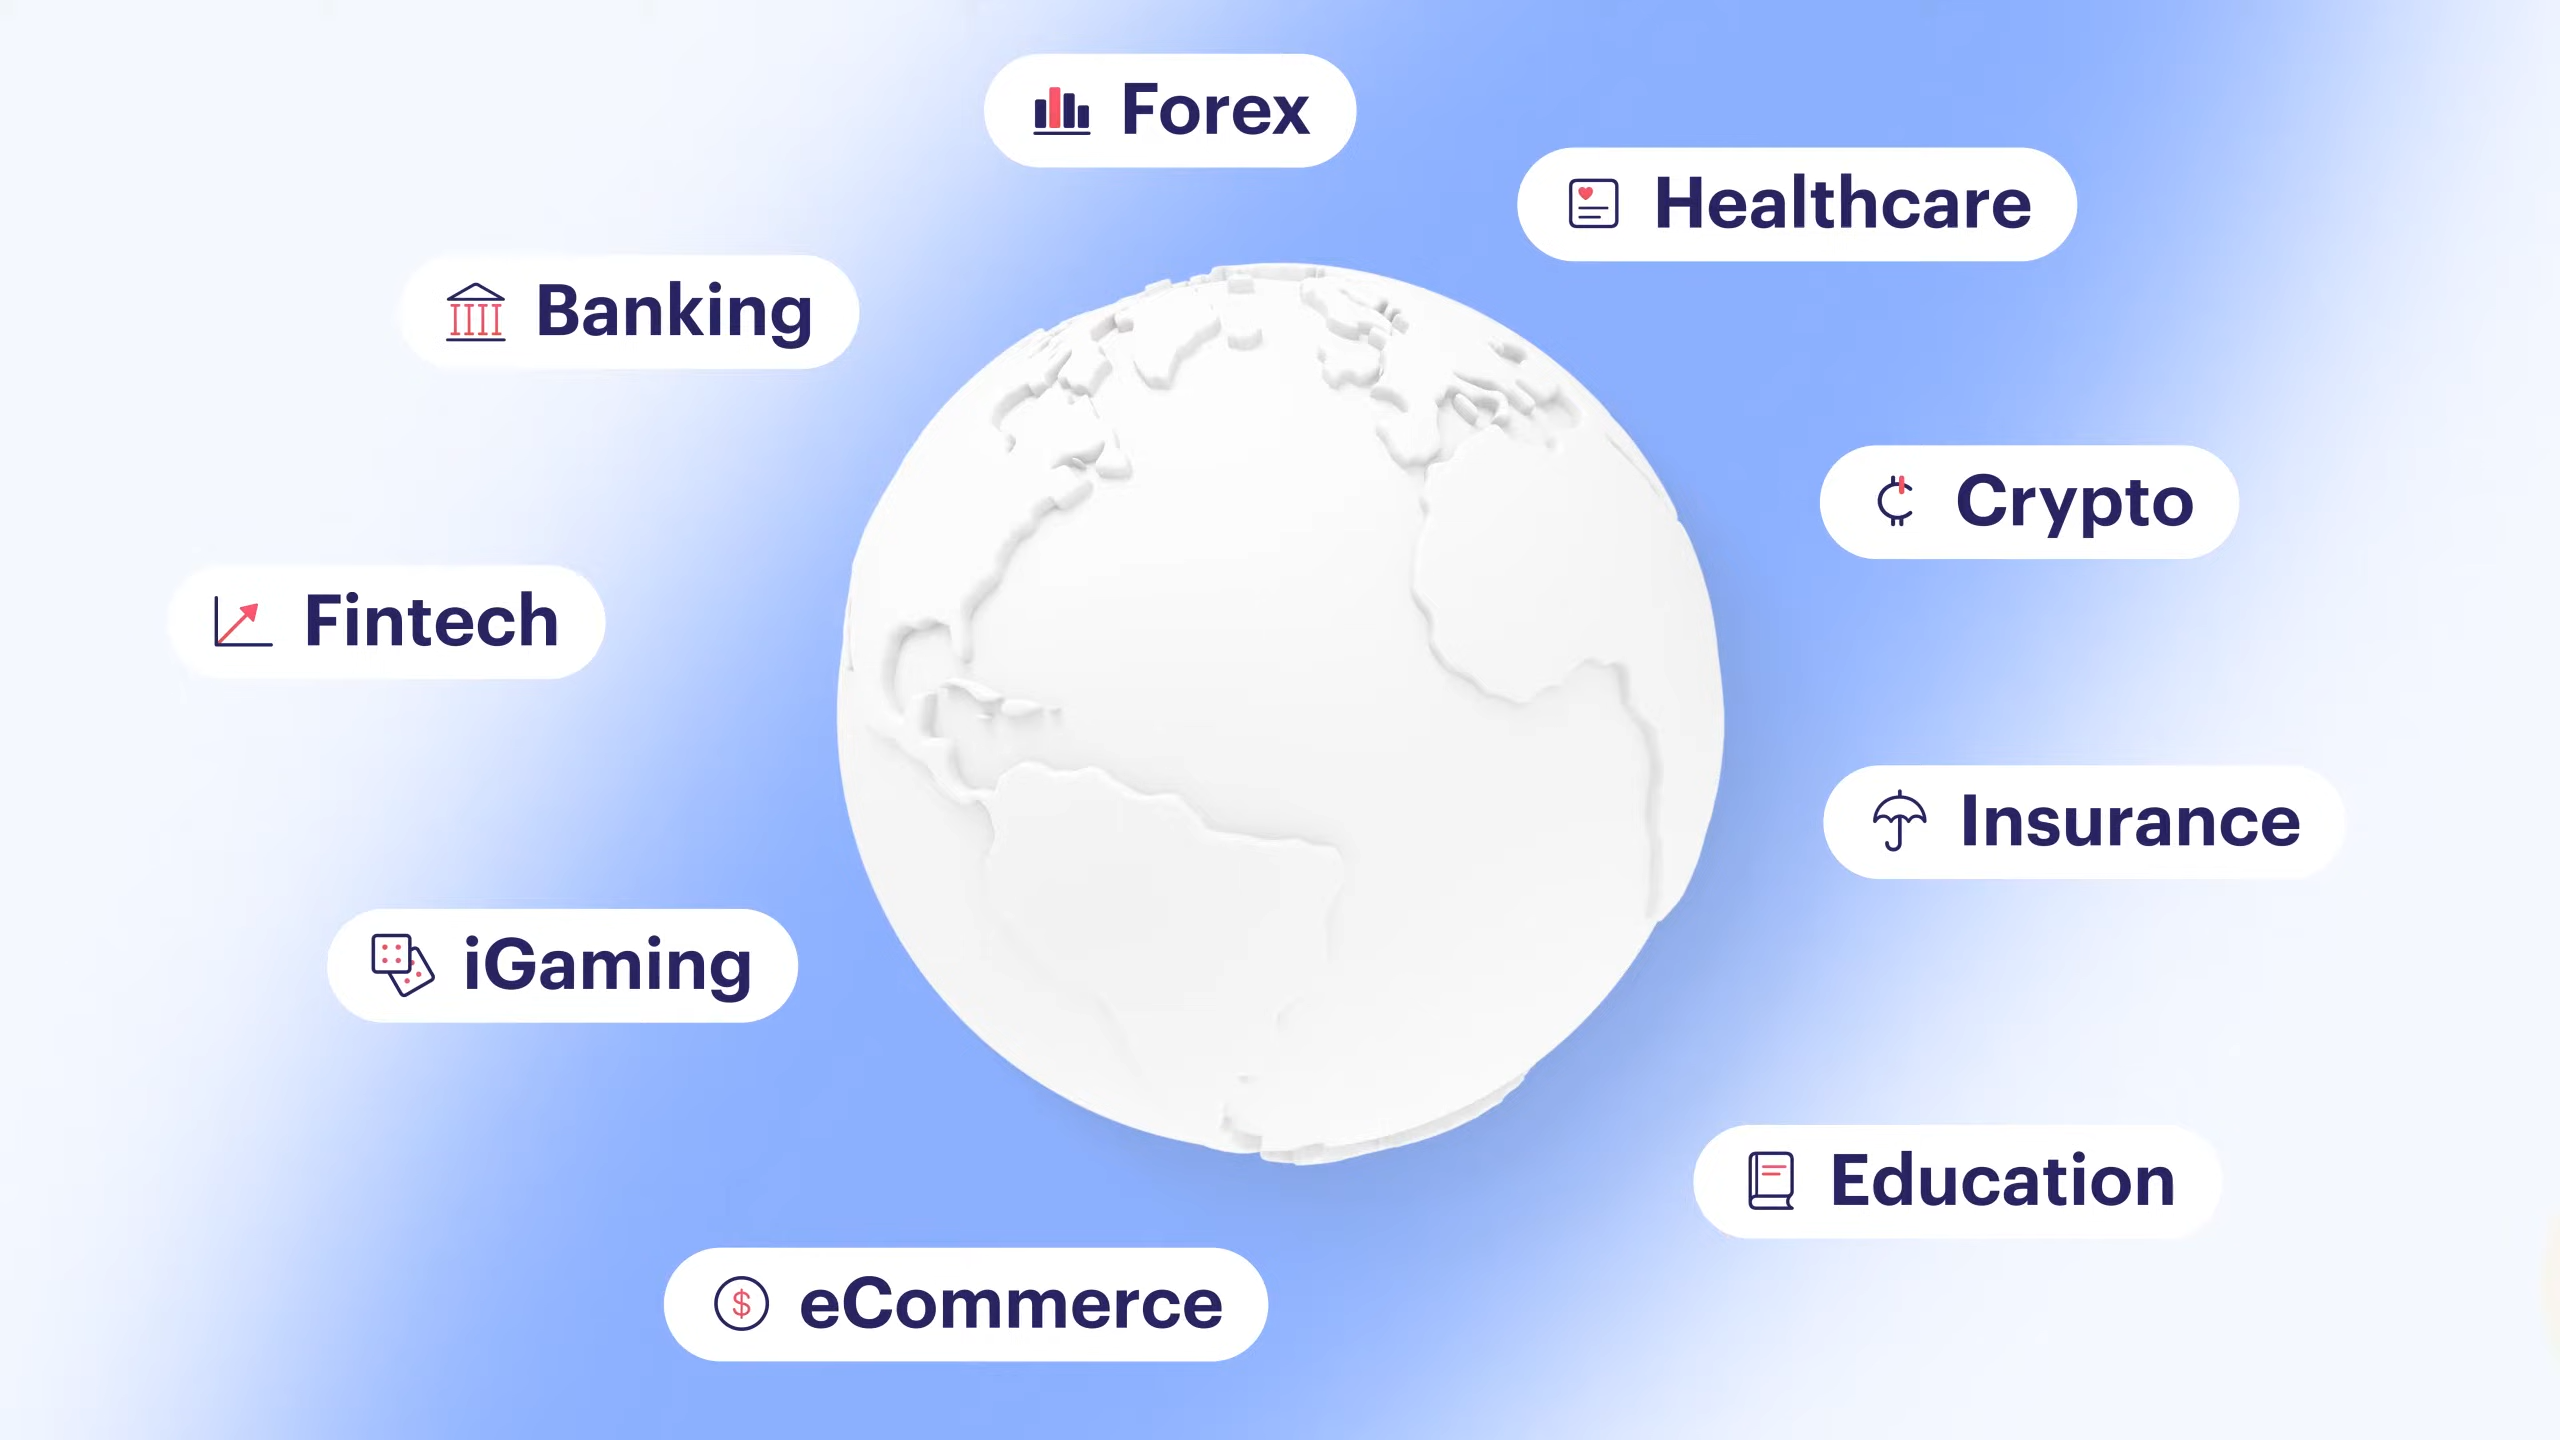 Forex
Healthcare
Banking
Crypto
Fintech
Insurance
iGaming
Education
eCommerce